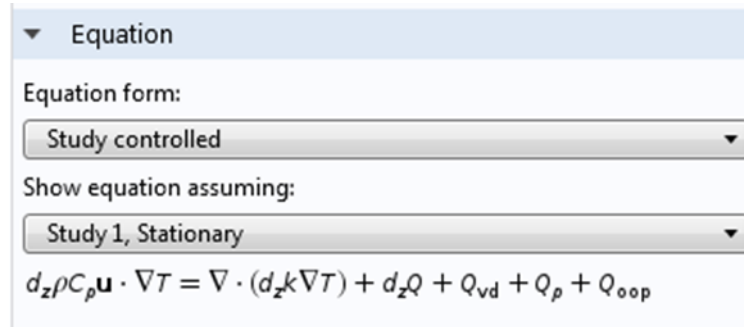 Equation
Equation form:
Study controlled
Show equation assuming:
Study 1, Stationary
d_zρC_p𝐮 · ∇T = ∇ · (d_zk∇T) + d_zQ + Q_vd + Q_p + Q_oop